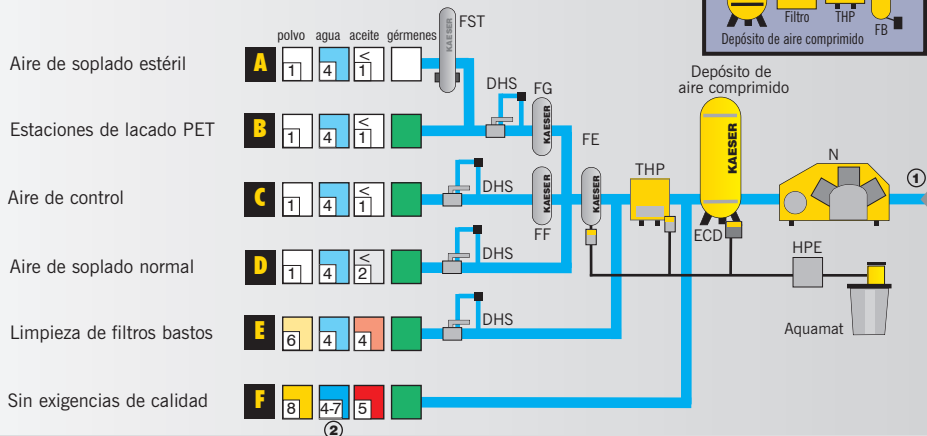 Filtro THP
FB
Depósito de aire comprimido
polvo agua aceite gérmenes
FST
KAESER
Aire de soplado estéril A 1 4 < 1
Depósito de
aire comprimido
DHS FG
Estaciones de lacado PET B 1 4 < 1
KAESER
FE
KAESER
THP
N
1
Aire de control C 1 4 < 1
DHS
KAESER
KAESER
FF
ECD
Aire de soplado normal D 1 4 < 2
DHS
HPE
Aquamat
Limpieza de filtros bastos E 6 4 4
DHS
Sin exigencias de calidad F 8 4-7 5
2